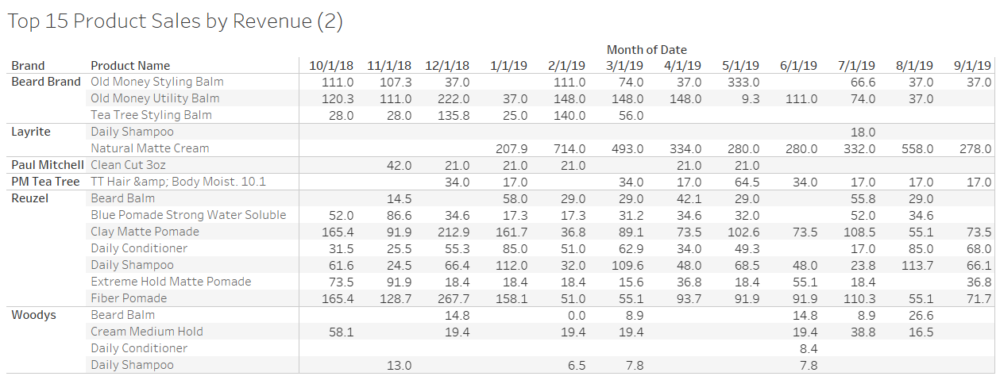 Top 15 Product Sales by Revenue (2)
Month of Date
Brand Product Name 10/1/18 11/1/18 12/1/18 1/1/19 2/1/19 3/1/19 4/1/19 5/1/19 6/1/19 7/1/19 8/1/19 9/1/19
Beard Brand Old Money Styling Balm 111.0 107.3 37.0 111.0 74.0 37.0 333.0 66.6 37.0 37.0
Old Money Utility Balm 120.3 111.0 222.0 37.0 148.0 148.0 148.0 9.3 111.0 74.0 37.0
Tea Tree Styling Balm 28.0 28.0 135.8 25.0 140.0 56.0
Layrite Daily Shampoo 18.0
Natural Matte Cream 207.9 714.0 493.0 334.0 280.0 280.0 332.0 558.0 278.0
Paul Mitchell Clean Cut 3oz 42.0 21.0 21.0 21.0 21.0 21.0
PM Tea Tree TT Hair &amp; Body Moist. 10.1 34.0 17.0 34.0 17.0 64.5 34.0 17.0 17.0 17.0
Reuzel Beard Balm 14.5 58.0 29.0 29.0 42.1 29.0 55.8 29.0
Blue Pomade Strong Water Soluble 52.0 86.6 34.6 17.3 17.3 31.2 34.6 32.0 52.0 34.6
Clay Matte Pomade 165.4 91.9 212.9 161.7 36.8 89.1 73.5 102.6 73.5 108.5 55.1 73.5
Daily Conditioner 31.5 25.5 55.3 85.0 51.0 62.9 34.0 49.3 17.0 85.0 68.0
Daily Shampoo 61.6 24.5 66.4 112.0 32.0 109.6 48.0 68.5 48.0 23.8 113.7 66.1
Extreme Hold Matte Pomade 73.5 91.9 18.4 18.4 18.4 15.6 36.8 18.4 55.1 18.4 36.8
Fiber Pomade 165.4 128.7 267.7 158.1 51.0 55.1 93.7 91.9 91.9 110.3 55.1 71.7
Woodys Beard Balm 14.8 0.0 8.9 14.8 8.9 26.6
Cream Medium Hold 58.1 19.4 19.4 19.4 19.4 38.8 16.5
Daily Conditioner 8.4
Daily Shampoo 13.0 6.5 7.8 7.8